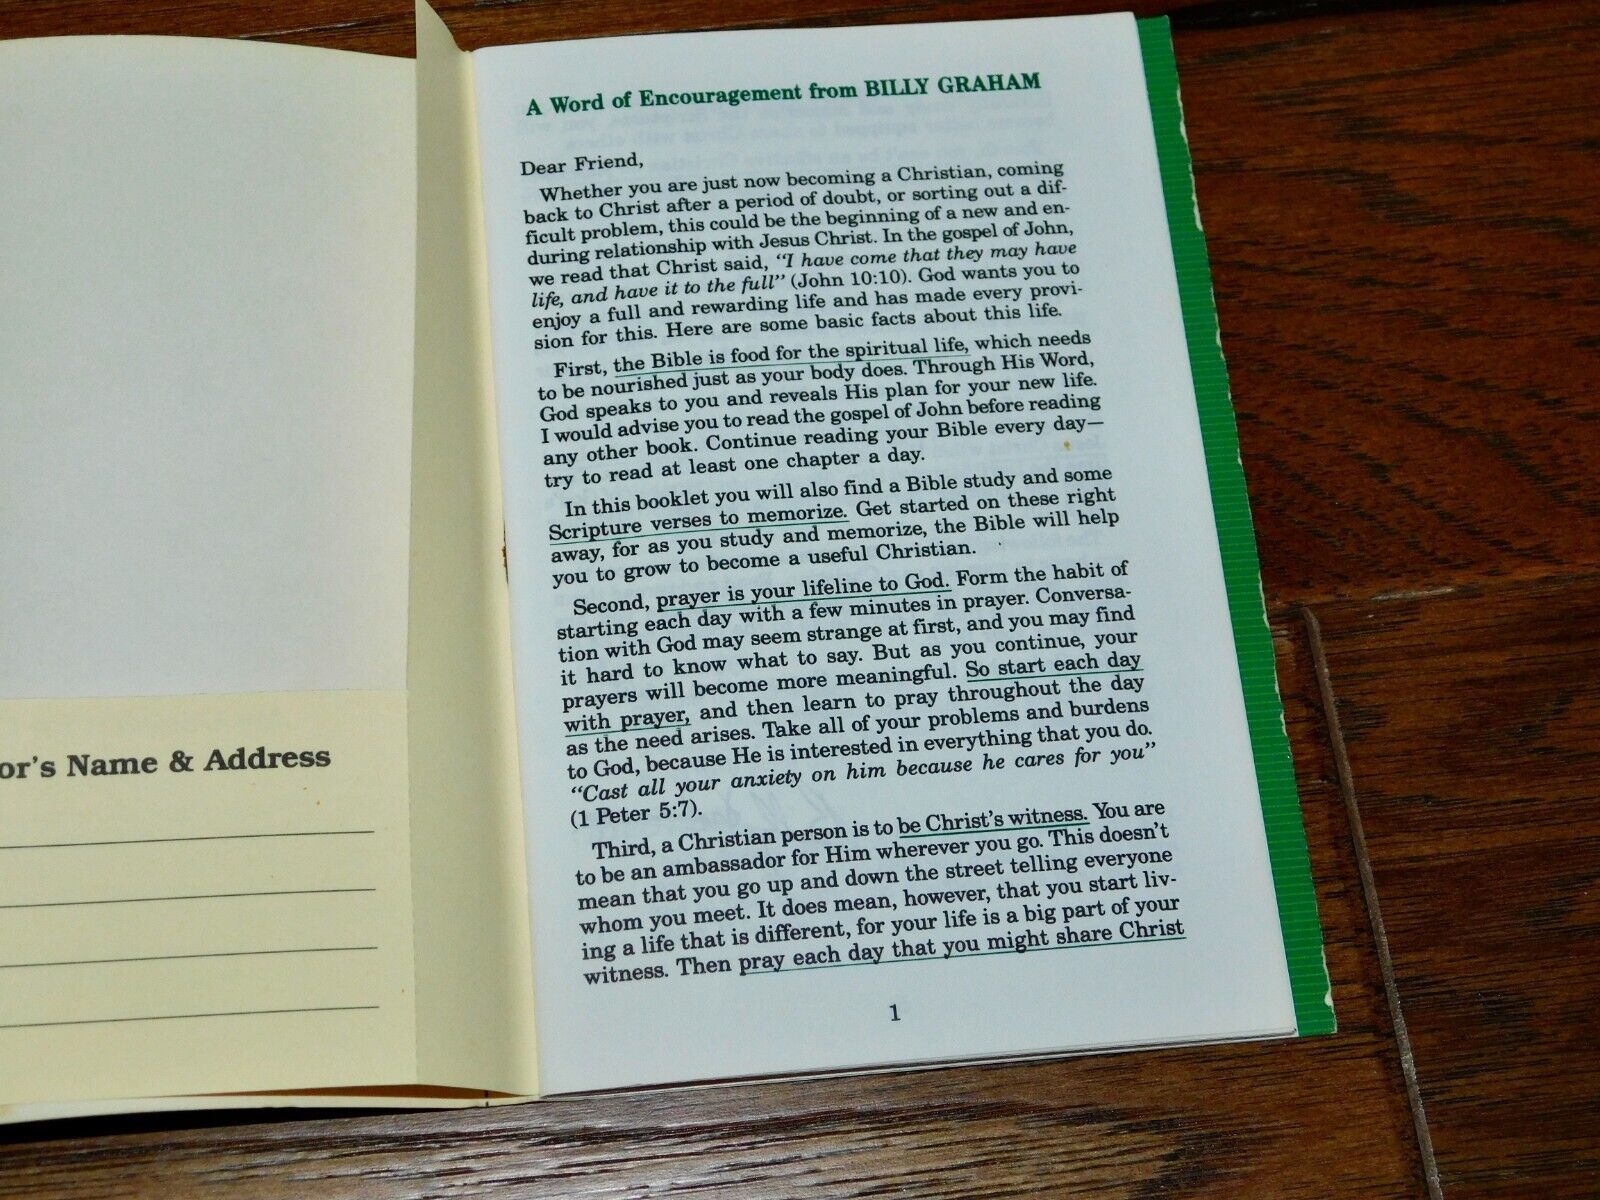 or's Name & Address
A Word of Encouragement from BILLY GRAHAM
Dear Friend,
Whether you are just now becoming a Christian, coming
back to Christ after a period of doubt, or sorting out a dif-
ficult problem, this could be the beginning of a new and en-
during relationship with Jesus Christ. In the gospel of John,
we read that Christ said, "I have come that they may have
life, and have it to the full" (John 10:10). God wants you to
enjoy a full and rewarding life and has made every provi-
sion for this. Here are some basic facts about this life.
First, the Bible is food for the spiritual life, which needs
to be nourished just as your body does. Through His Word,
God speaks to you and reveals His plan for your new life.
I would advise you to read the gospel of John before reading
any other book. Continue reading your Bible every day—
try to read at least one chapter a day.
In this booklet you will also find a Bible study and some
Scripture verses to memorize. Get started on these right
away, for as you study and memorize, the Bible will help
you to grow to become a useful Christian.
Second, prayer is your lifeline to God. Form the habit of
starting each day with a few minutes in prayer. Conversa-
tion with God may seem strange at first, and you may find
it hard to know what to say. But as you continue, your
prayers will become more meaningful. So start each day
with prayer, and then learn to pray throughout the day
as the need arises. Take all of your problems and burdens
to God, because He is interested in everything that you do.
"Cast all your anxiety on him because he cares for you"
(1 Peter 5:7).
Third, a Christian person is to be Christ's witness. You are
to be an ambassador for Him wherever you go. This doesn't
mean that you go up and down the street telling everyone
whom you meet. It does mean, however, that you start liv-
ing a life that is different, for your life is a big part of your
witness. Then pray each day that you might share Christ
1